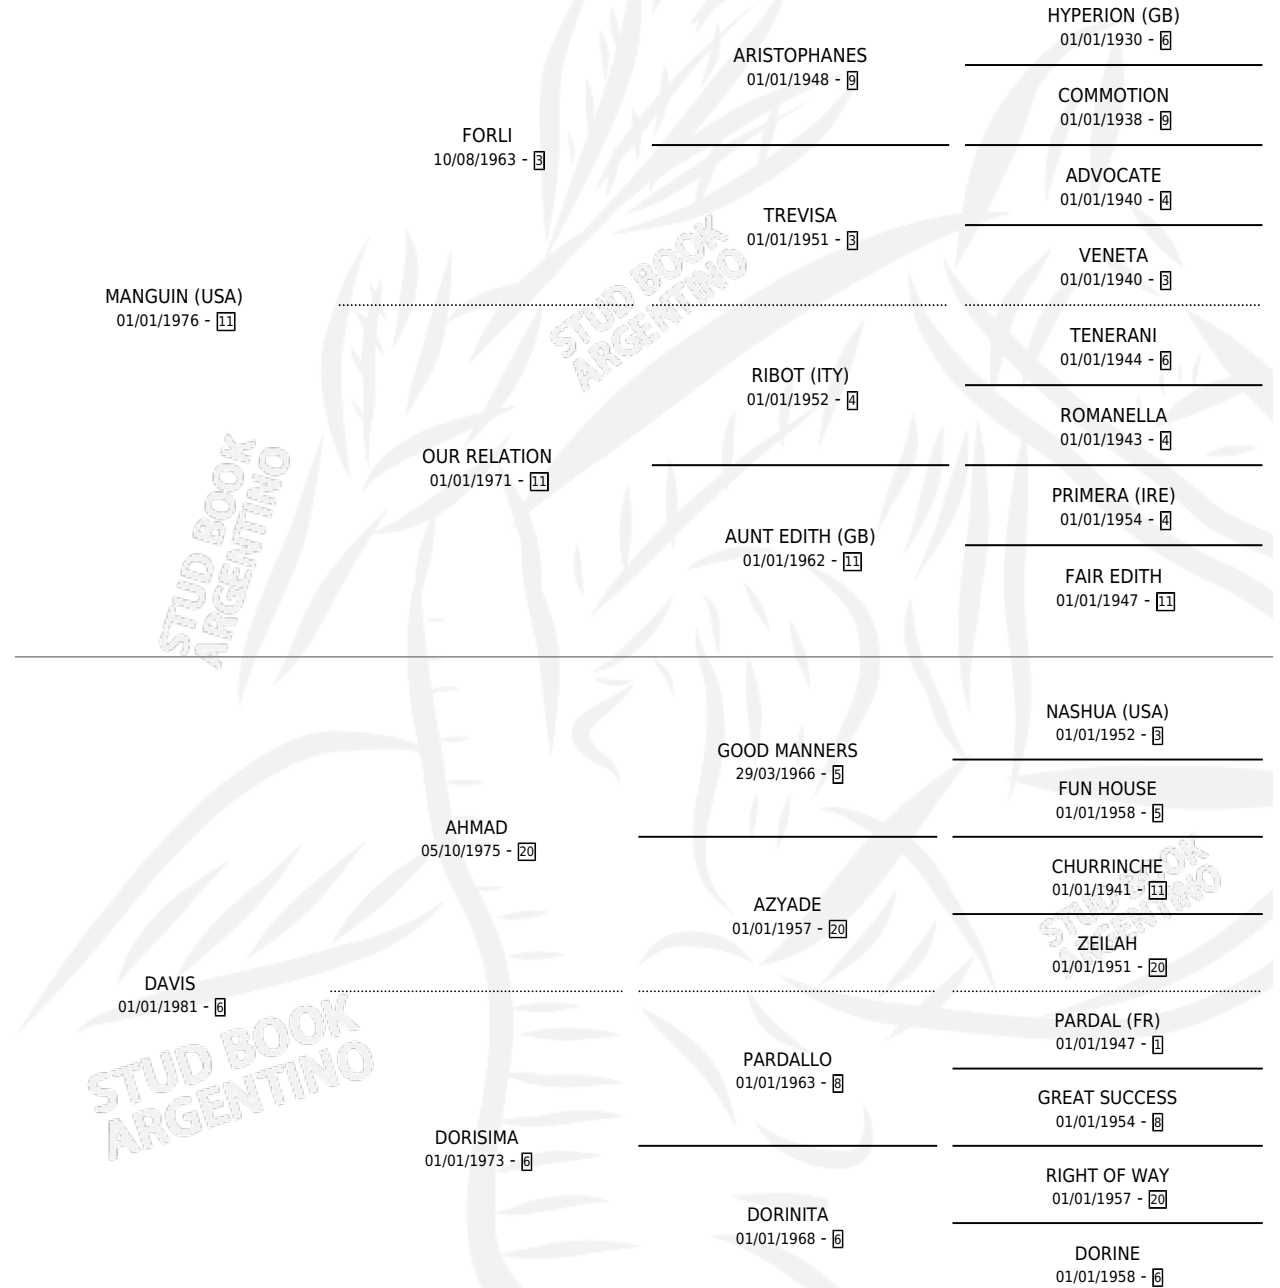 HYPERION (GB)
01/01/1930 - 6
ARISTOPHANES
01/01/1948 - 9
COMMOTION
01/01/1938 - 9
FORLI
10/08/1963 - 3
ADVOCATE
01/01/1940 - 4
TREVISA
01/01/1951 - 3
VENETA
01/01/1940 - 3
MANGUIN (USA)
01/01/1976 - 11
TENERANI
01/01/1944 - 6
RIBOT (ITY)
01/01/1952 - 4
ROMANELLA
01/01/1943 - 4
OUR RELATION
01/01/1971 - 11
PRIMERA (IRE)
01/01/1954 - 4
AUNT EDITH (GB)
01/01/1962 - 11
FAIR EDITH
01/01/1947 - 11
STUD BOOK
ARGENTINO
STUD BOOK
ARGENTINO
NASHUA (USA)
01/01/1952 - 3
GOOD MANNERS
29/03/1966 - 5
FUN HOUSE
01/01/1958 - 5
AHMAD
05/10/1975 - 20
CHURRINCHE
01/01/1941 - 11
AZYADE
01/01/1957 - 20
ZEILAH
01/01/1951 - 20
STUD BOOK
ARGENTINO
DAVIS
01/01/1981 - 6
PARDAL (FR)
01/01/1947 - 1
PARDALLO
01/01/1963 - 8
GREAT SUCCESS
01/01/1954 - 8
STUD BOOK
ARGENTINO
DORISIMA
01/01/1973 - 6
RIGHT OF WAY
01/01/1957 - 20
DORINITA
01/01/1968 - 6
DORINE
01/01/1958 - 6